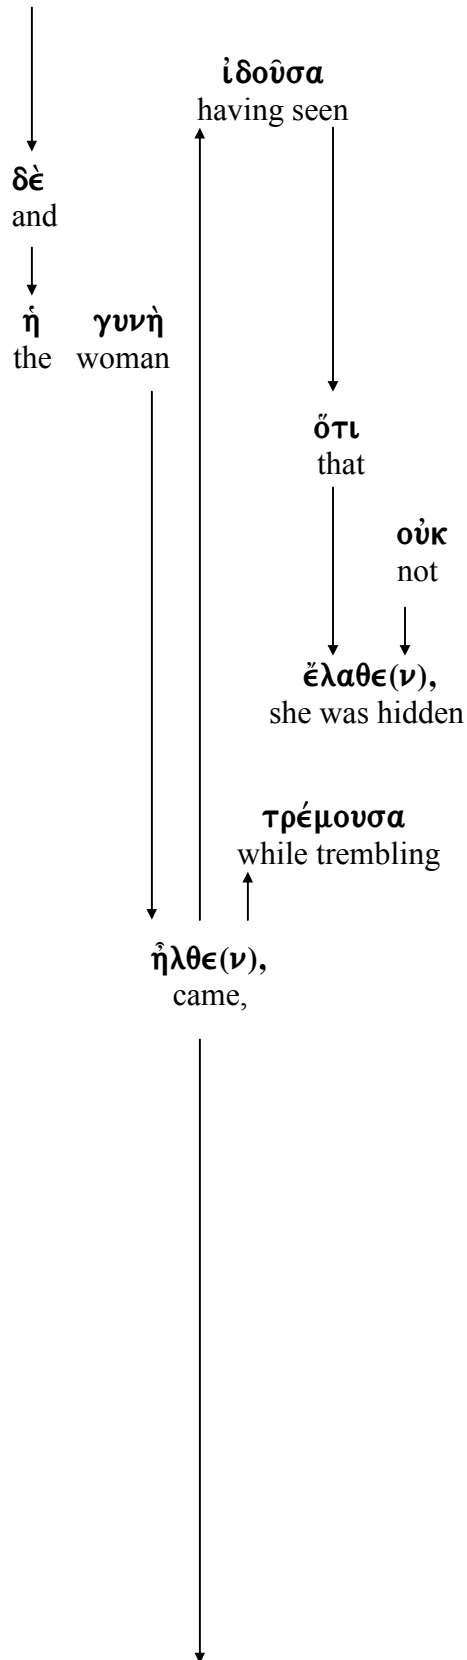 ἰδοῦσα
having seen
δὲ
and
ἡ γυνὴ
the woman
ὅτι
that
οὐκ
not
ἔλαθε(ν),
she was hidden
τρέμουσα
while trembling
ἦλθε(ν),
came,